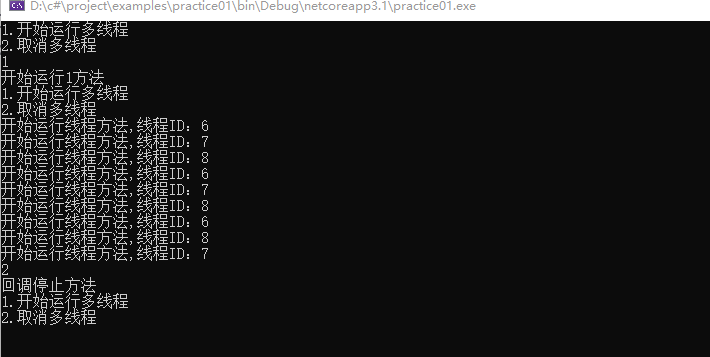 D:\c#\project\examples\practice01\bin\Debug\netcoreapp3.1\practice01.exe
1.开始运行多线程
2.取消多线程
1
开始运行1方法
1.开始运行多线程
2.取消多线程
开始运行线程方法,线程ID：6
开始运行线程方法,线程ID：7
开始运行线程方法,线程ID：8
开始运行线程方法,线程ID：6
开始运行线程方法,线程ID：7
开始运行线程方法,线程ID：8
开始运行线程方法,线程ID：6
开始运行线程方法,线程ID：8
开始运行线程方法,线程ID：7
2
回调停止方法
1.开始运行多线程
2.取消多线程